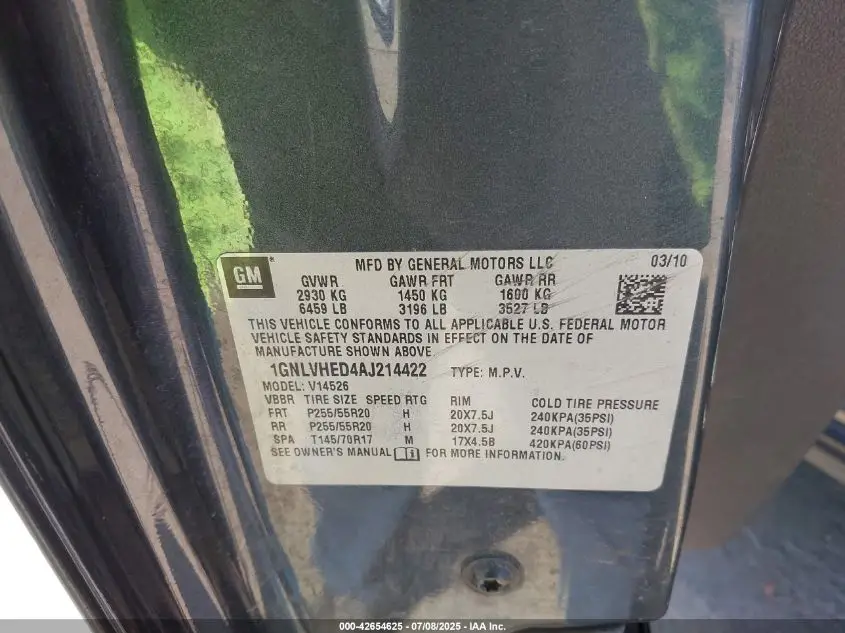 GM
MFD BY GENERAL MOTORS LLC 03/10
GVWR GAWR FRT GAWR RR
2930 KG 1450 KG 1600 KG
6459 LB 3196 LB 3527 LB
THIS VEHICLE CONFORMS TO ALL APPLICABLE U.S. FEDERAL MOTOR
VEHICLE SAFETY STANDARDS IN EFFECT ON THE DATE OF
MANUFACTURE SHOWN ABOVE.
1GNLVHED4AJ214422 TYPE: M.P.V.
MODEL: V14526
VBBR TIRE SIZE SPEED RTG RIM COLD TIRE PRESSURE
FRT P255/55R20 H 20X7.5J 240KPA(35PSI)
RR P255/55R20 H 20X7.5J 240KPA(35PSI)
SPA T145/70R17 M 17X4.5B 420KPA(60PSI)
SEE OWNER'S MANUAL FOR MORE INFORMATION.
000-42654625 - 07/08/2025 - IAA Inc.